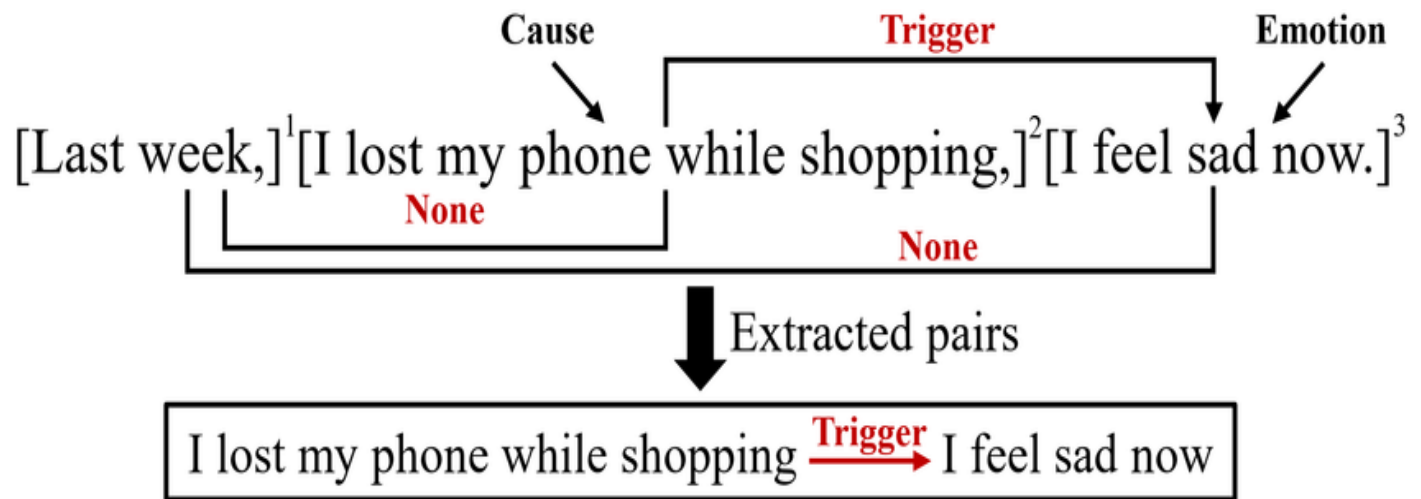 Cause Trigger Emotion
[Last week,]¹[I lost my phone while shopping,]²[I feel sad now.]³
None
None
Extracted pairs
I lost my phone while shopping Trigger I feel sad now